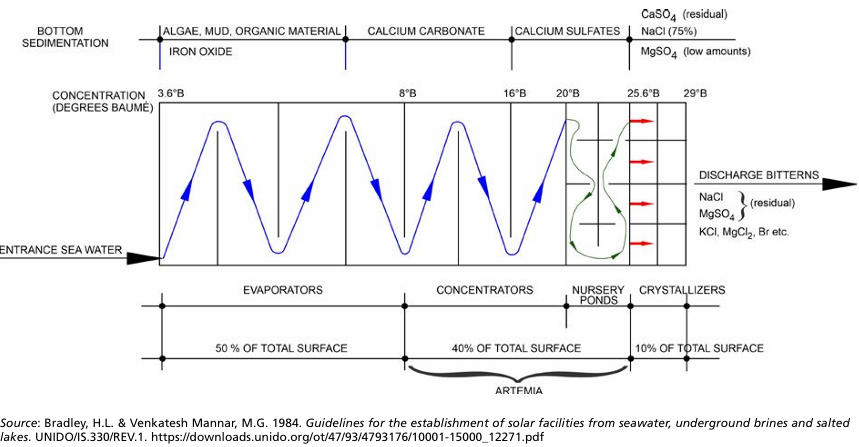 BOTTOM
SEDIMENTATION
ALGAE, MUD, ORGANIC MATERIAL
IRON OXIDE
CALCIUM CARBONATE
CALCIUM SULFATES
CaSO4 (residual)
NaCl (75%)
MgSO4 (low amounts)
CONCENTRATION
(DEGREES BAUMÉ)
3.6°B
8°B
16°B
20°B
25.6°B
29°B
ENTRANCE SEA WATER
DISCHARGE BITTERNS
NaCl
MgSO4
(residual)
KCl, MgCl2, Br etc.
EVAPORATORS
CONCENTRATORS
NURSERY
PONDS
CRYSTALLIZERS
50 % OF TOTAL SURFACE
40% OF TOTAL SURFACE
10% OF TOTAL SURFACE
ARTEMIA
Source: Bradley, H.L. & Venkatesh Mannar, M.G. 1984. Guidelines for the establishment of solar facilities from seawater, underground brines and salted
lakes. UNIDO/IS.330/REV.1. https://downloads.unido.org/ot/47/93/4793176/10001-15000_12271.pdf